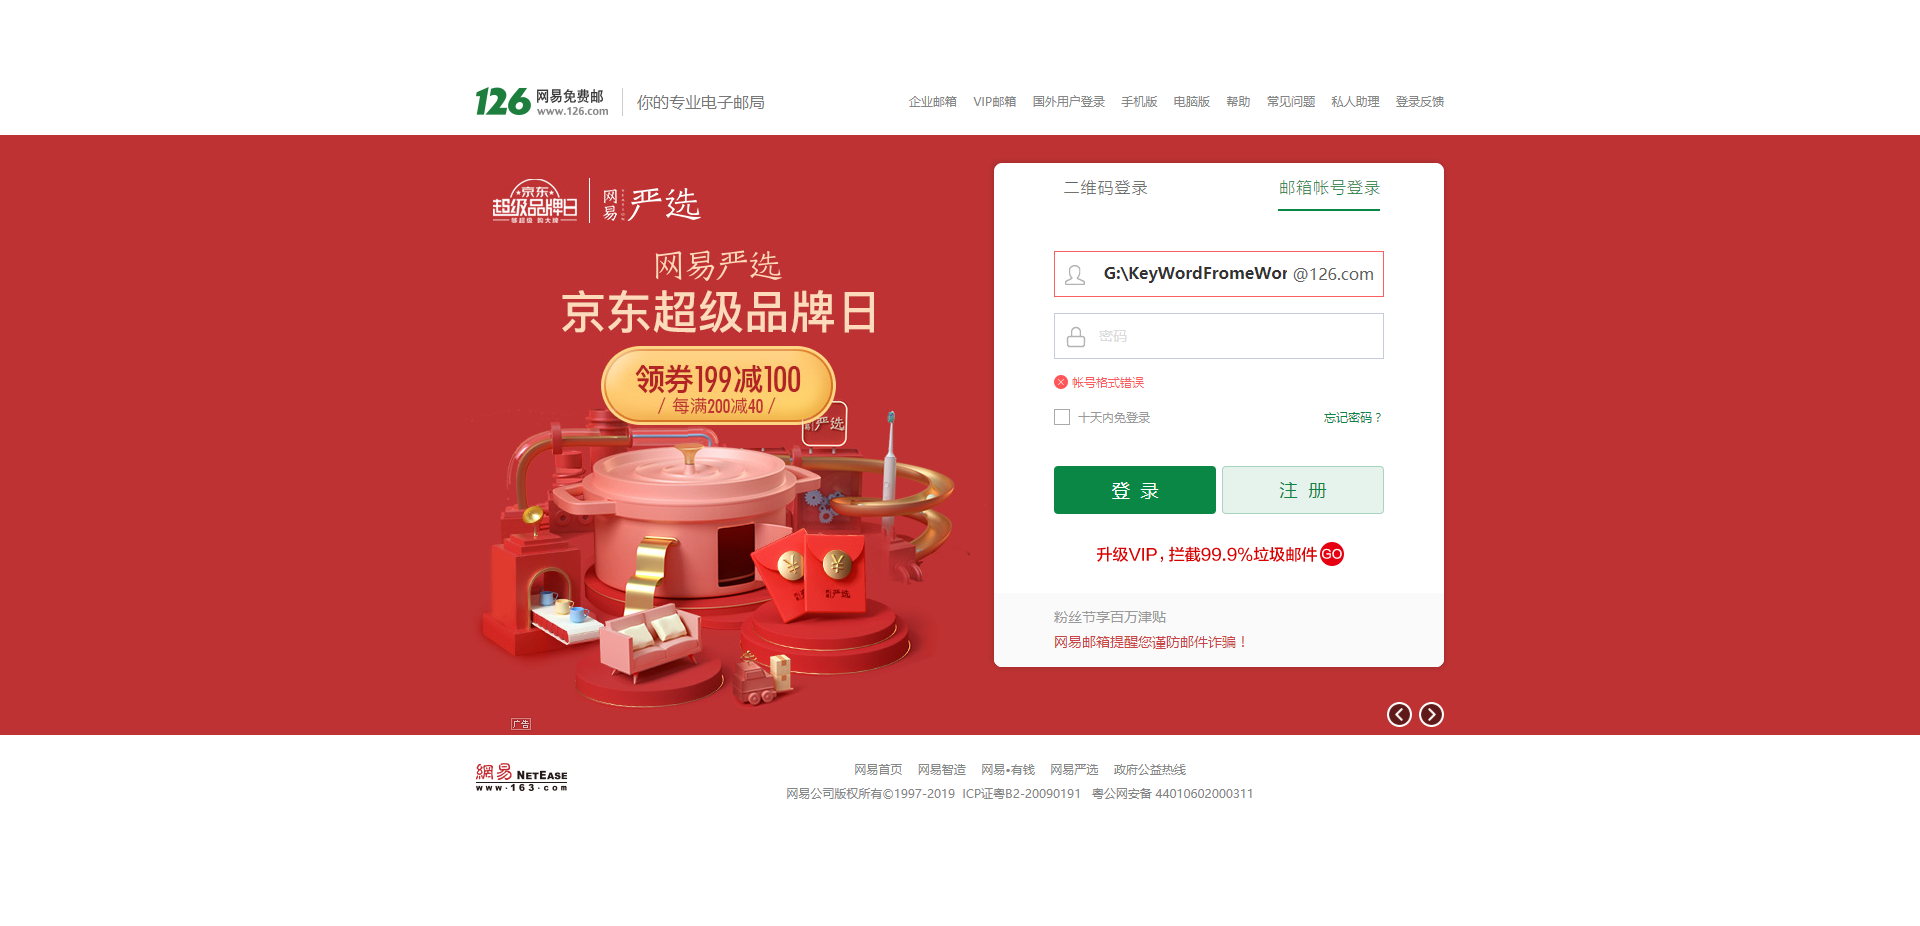 126 网易免费邮
www.126.com
你的专业电子邮局
企业邮箱 VIP邮箱 国外用户登录 手机版 电脑版 帮助 常见问题 私人助理 登录反馈
京东
超级品牌日
够超级 购大牌
网易 严选
网易严选
京东超级品牌日
领券199减100
/ 每满200减40 /
严选
严选
广告
二维码登录
邮箱帐号登录
G:\KeyWordFromeWor @126.com
密码
帐号格式错误
十天内免登录
忘记密码？
登 录
注 册
升级VIP，拦截99.9%垃圾邮件GO
粉丝节享百万津贴
网易邮箱提醒您谨防邮件诈骗！
網易 NETEASE
www.163.com
网易首页 网易智造 网易•有钱 网易严选 政府公益热线
网易公司版权所有©1997-2019 ICP证粤B2-20090191 粤公网安备 44010602000311